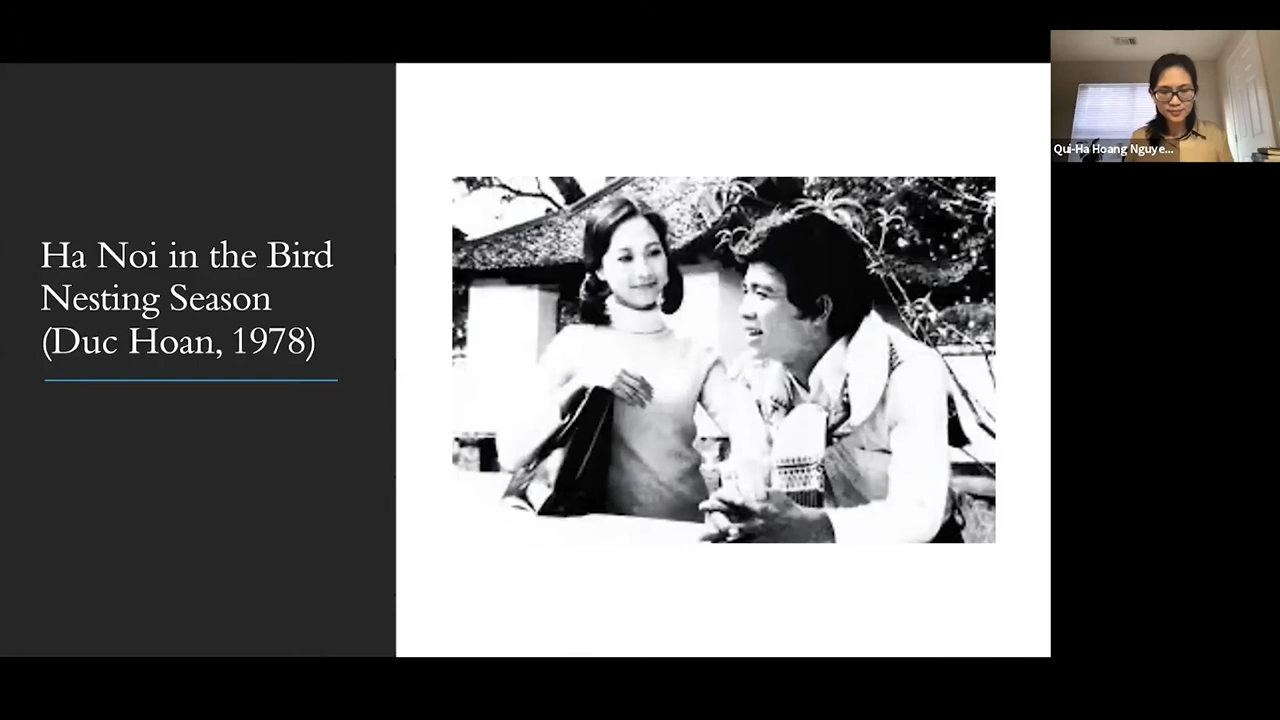 Ha Noi in the Bird
Nesting Season
(Duc Hoan, 1978)
Qui-Ha Hoang Nguye...